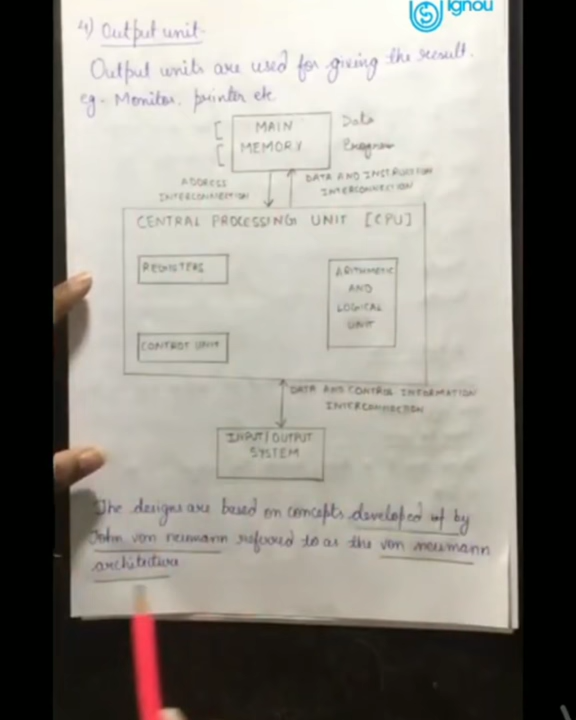 Ignou
4) Output unit.
Output units are used for giving the result.
eg - Monitor, printer etc.
MAIN MEMORY
Data
Program
ADDRESS INTERCONNECTION
DATA AND INSTRUCTION INTERCONNECTION
CENTRAL PROCESSING UNIT [CPU]
REGISTERS
ARITHMETIC
AND
LOGICAL
UNIT
CONTROL UNIT
DATA AND CONTROL INFORMATION
INTERCONNECTION
INPUT/OUTPUT
SYSTEM
The designs are based on concepts developed of by
John von neumann referred to as the von neumann
architecture